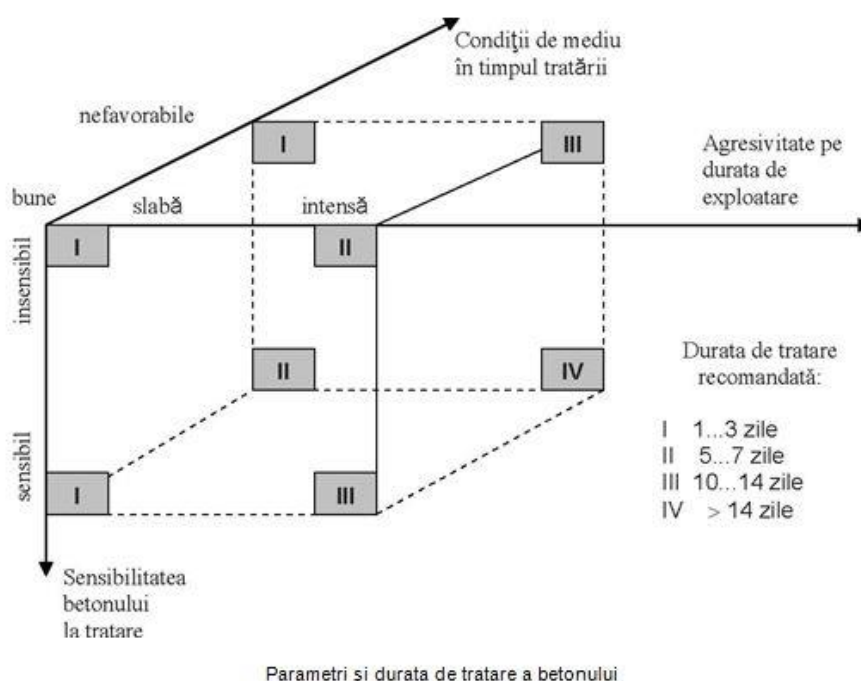 Condiţii de mediu
în timpul tratării
nefavorabile
I
III
Agresivitate pe
durata de
exploatare
bune
slabă
intensă
I
II
insensibil
II
IV
Durata de tratare
recomandată:
I 1...3 zile
II 5...7 zile
III 10...14 zile
IV > 14 zile
sensibil
I
III
Sensibilitatea
betonului
la tratare
Parametri si durata de tratare a betonului